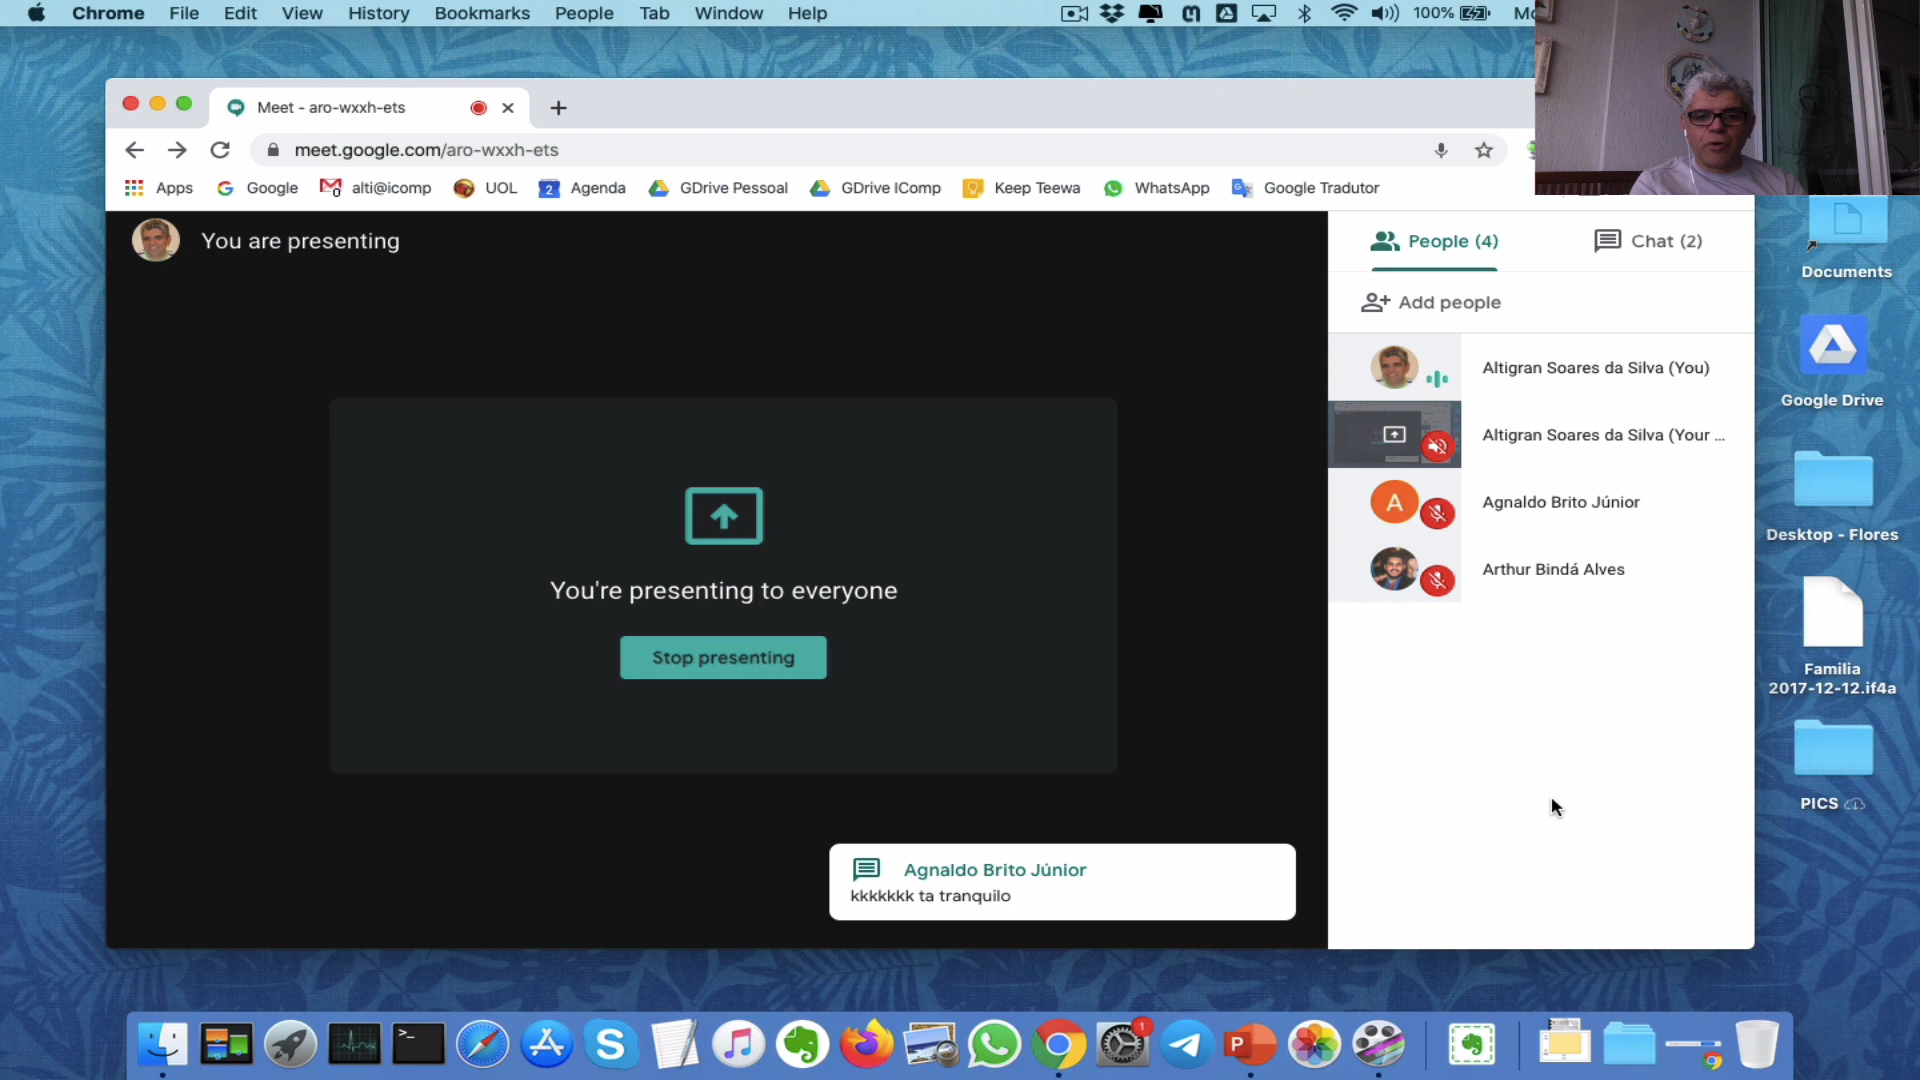 Chrome File Edit View History Bookmarks People Tab Window Help 100%
Meet - aro-wxxh-ets
meet.google.com/aro-wxxh-ets
Apps Google alti@icomp UOL 2 Agenda GDrive Pessoal GDrive IComp Keep Teewa WhatsApp Google Tradutor
You are presenting
People (4) Chat (2)
Add people
Altigran Soares da Silva (You)
Altigran Soares da Silva (Your ...
A Agnaldo Brito Júnior
Arthur Bindá Alves
You're presenting to everyone
Stop presenting
Agnaldo Brito Júnior
kkkkkkk ta tranquilo
Documents
Google Drive
Desktop - Flores
Familia
2017-12-12.if4a
PICS